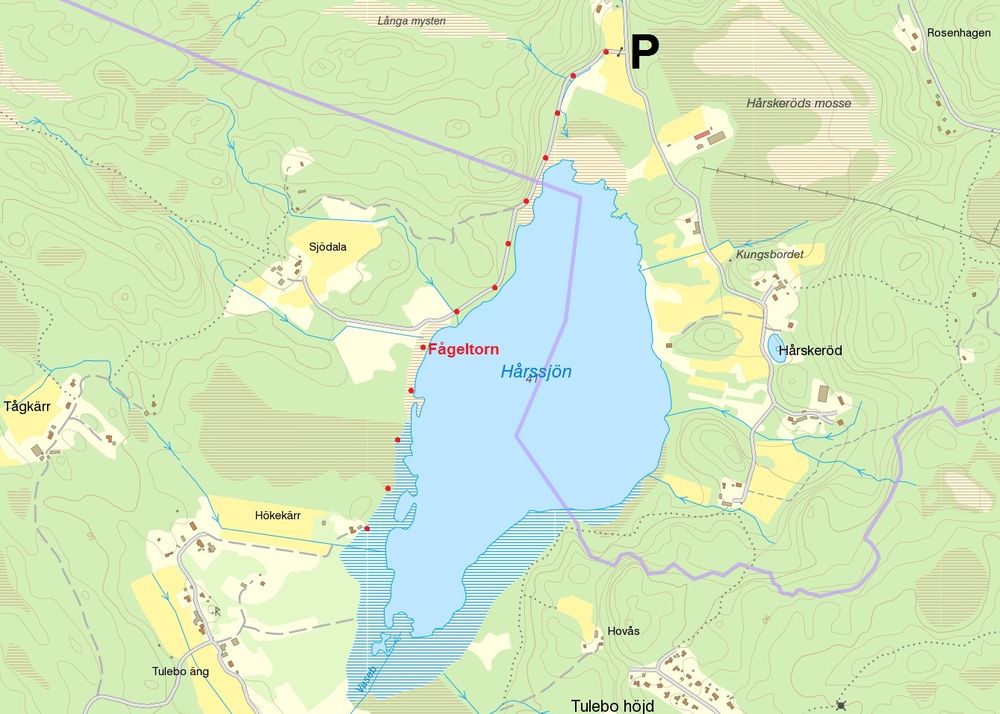 Långa mysten
P
Rosenhagen
Hårskeröds mosse
Sjödala
Kungsbordet
Fågeltorn
Hårskeröd
Hårssjön
41
Tågkärr
Hökekärr
R
Hovås
Tulebo äng
Vaseb
Tulebo höjd